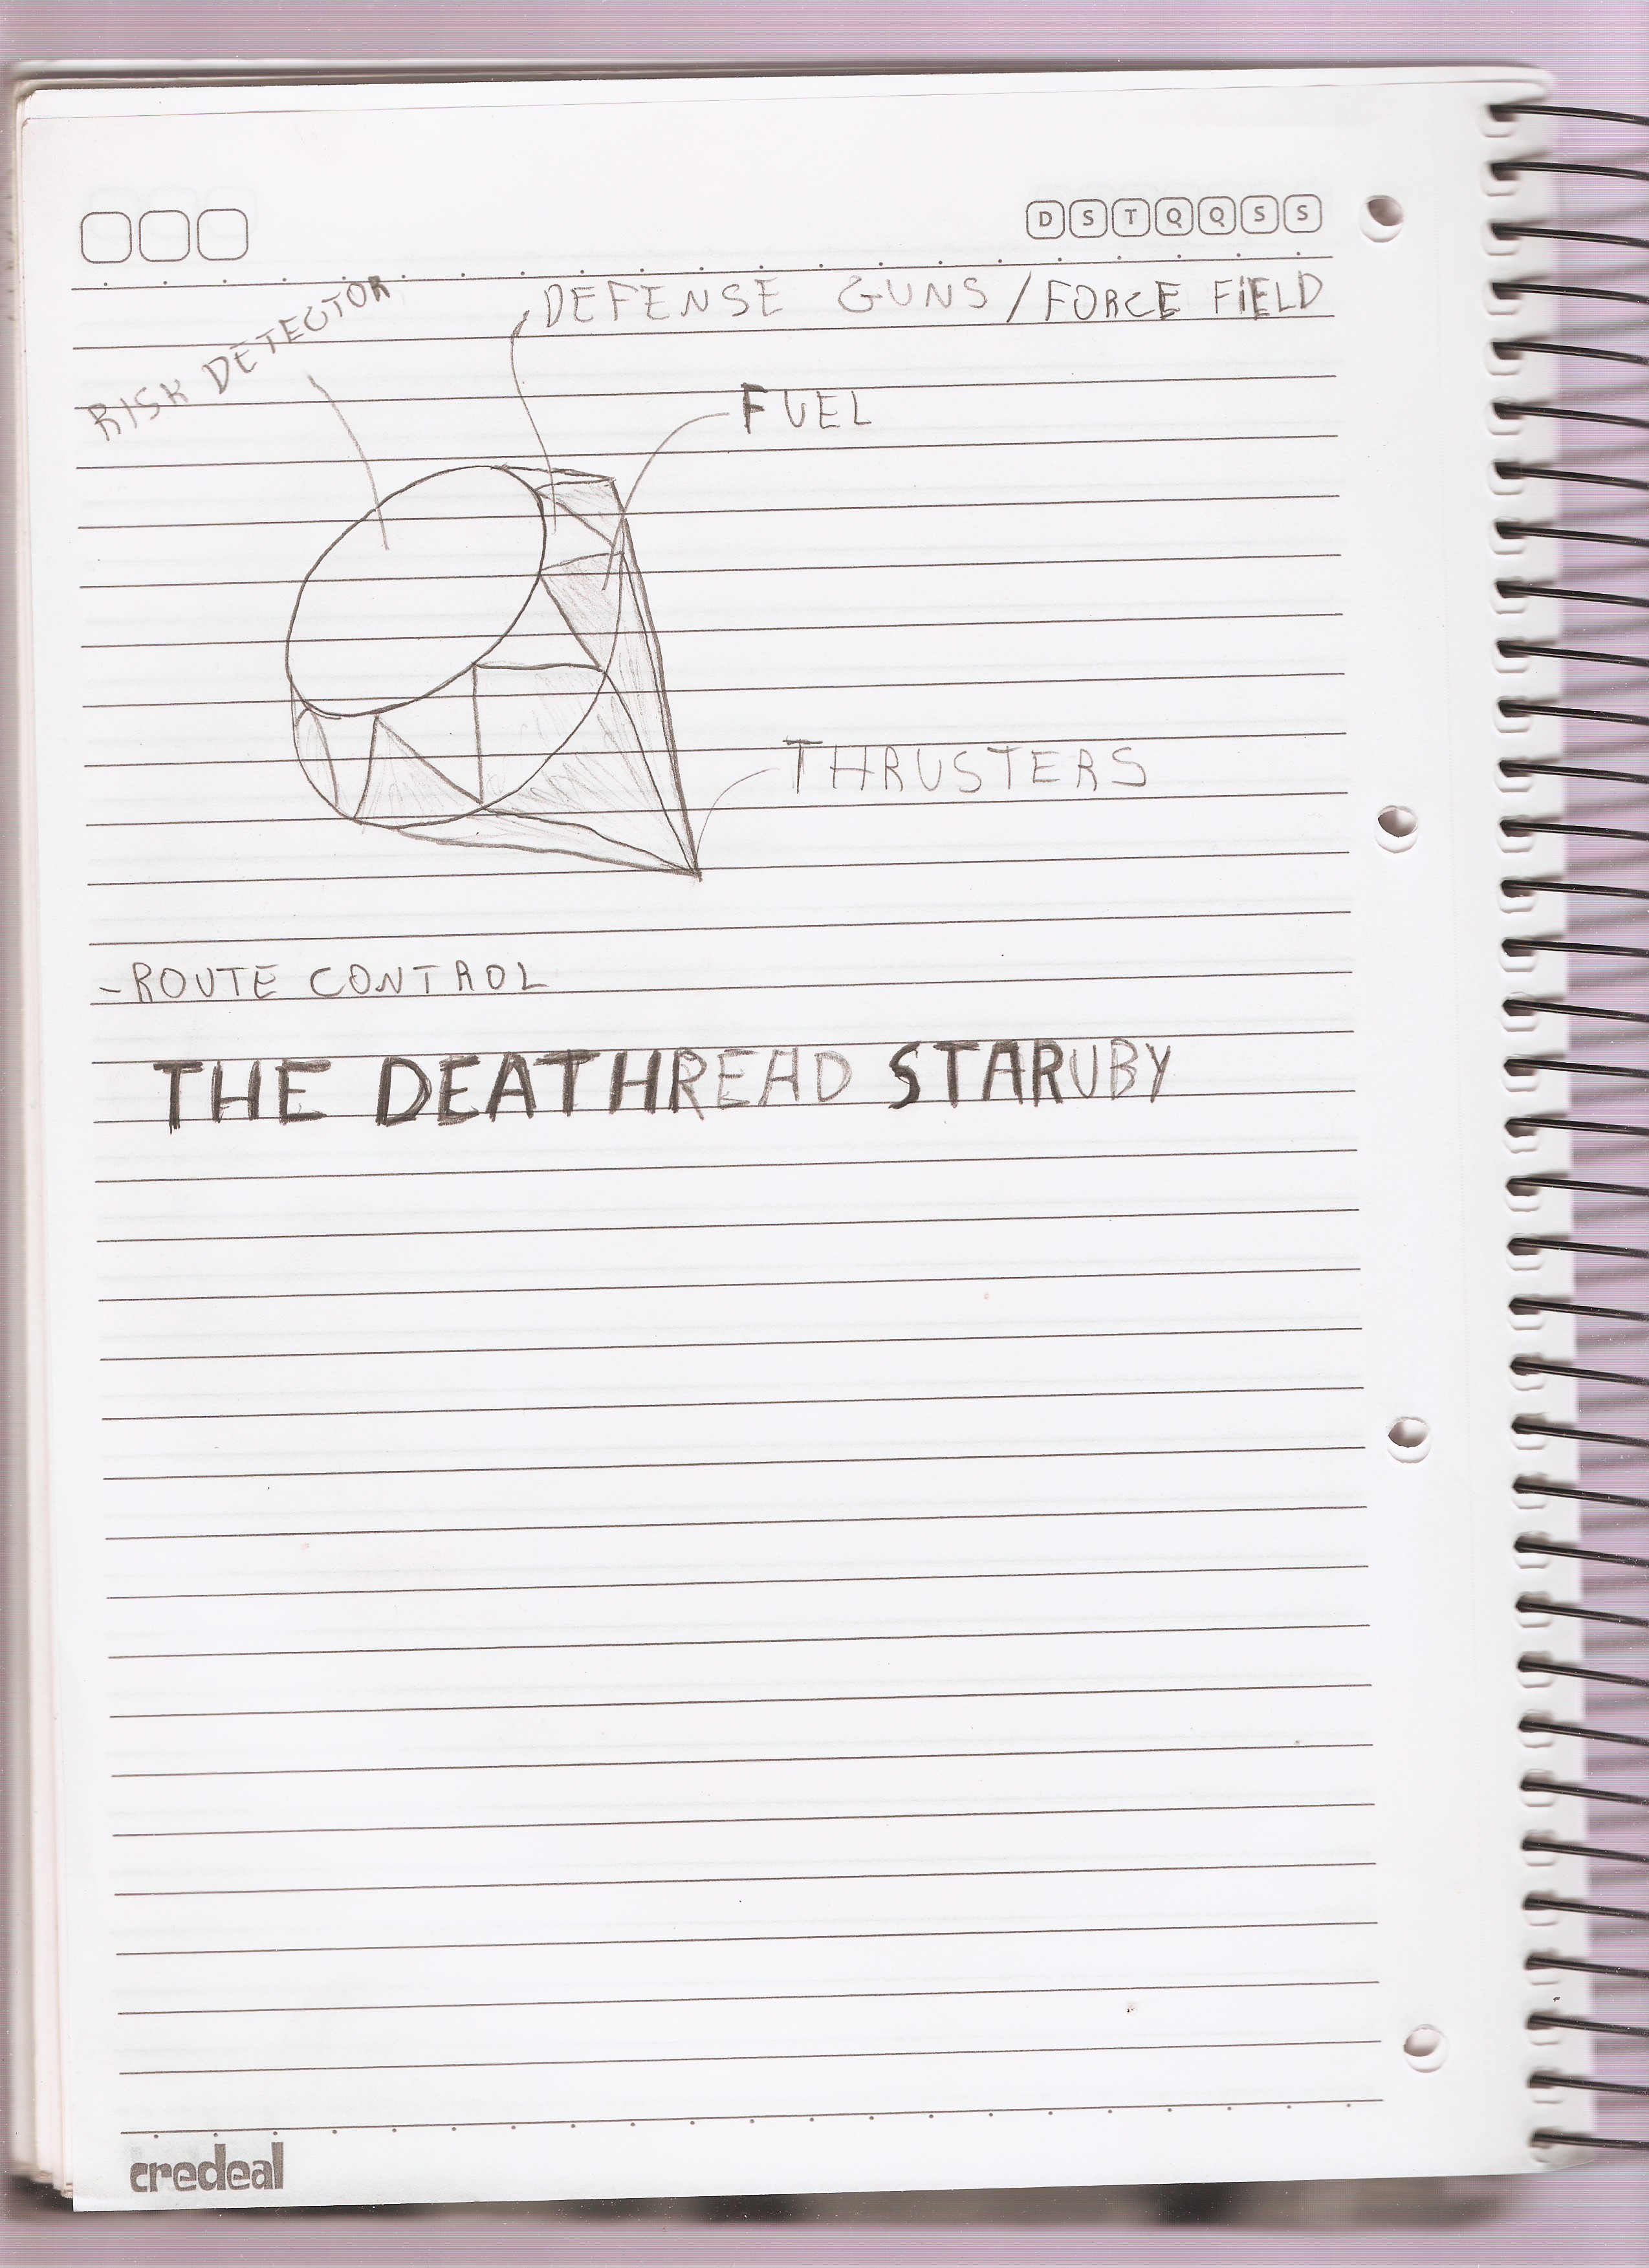 D S T Q Q S S
RISK DETECTOR
DEFENSE GUNS / FORCE FIELD
FUEL
THRUSTERS
- ROUTE CONTROL
THE DEATHREAD STARUBY
credeal